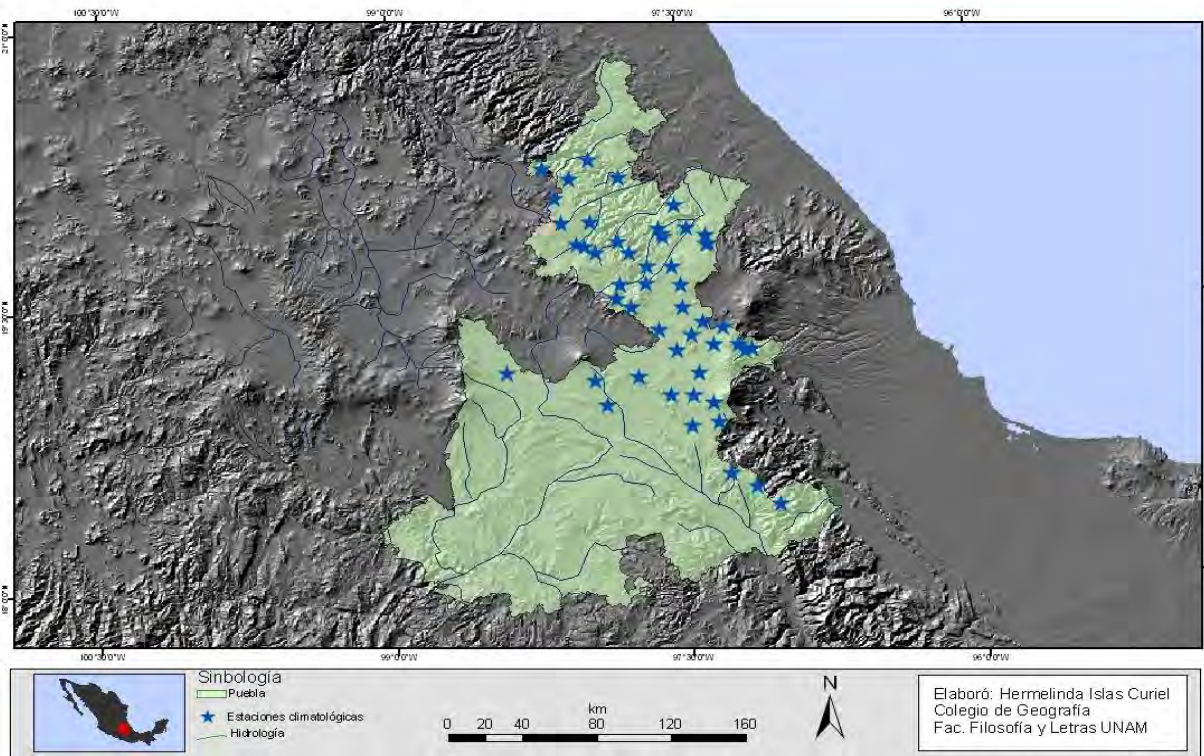 100°30'0"W 99°0'0"W 97°30'0"W 96°0'0"W
21°0'0"N
19°30'0"N
18°0'0"N
100°30'0"W 99°0'0"W 97°30'0"W 96°0'0"W
Sinbología
Puebla
Estaciones climatológicas
Hidrología
km
0 20 40 80 120 160
N
Elaboró: Hermelinda Islas Curiel
Colegio de Geografía
Fac. Filosofía y Letras UNAM